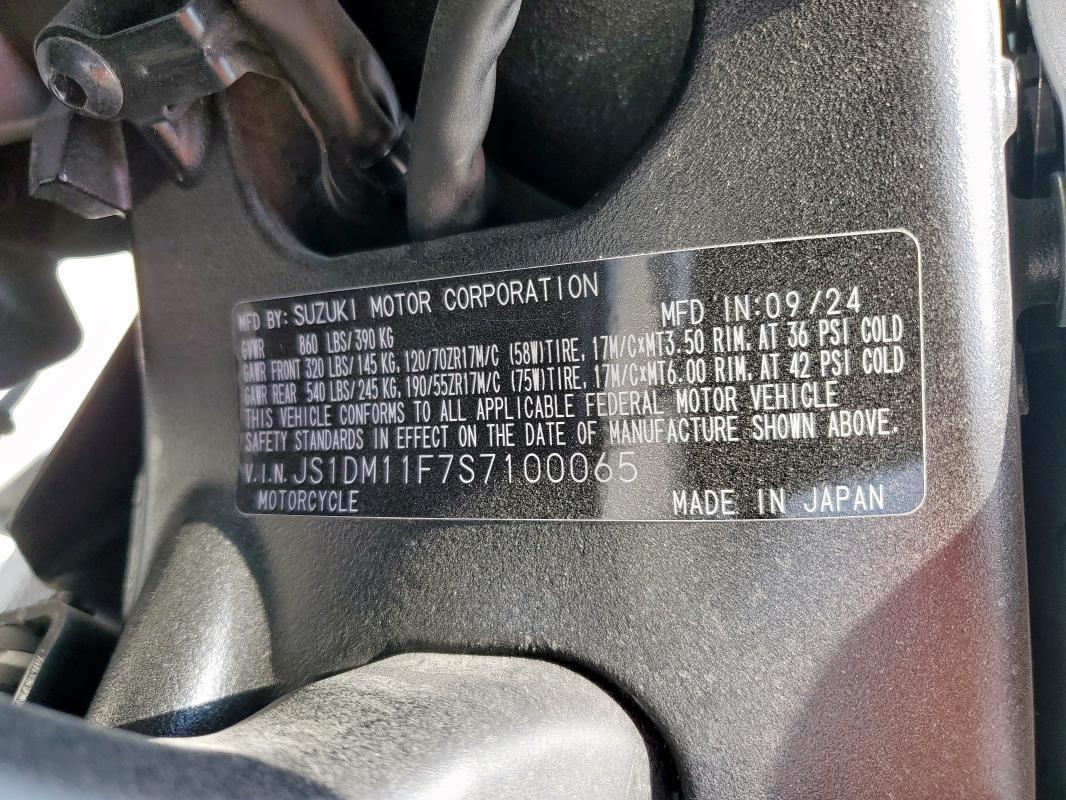 MFD BY: SUZUKI MOTOR CORPORATION MFD IN:09/24
GVWR 860 LBS/390 KG
GAWR FRONT 320 LBS/145 KG, 120/70ZR17M/C (58W)TIRE, 17M/C×MT3.50 RIM, AT 36 PSI COLD
GAWR REAR 540 LBS/245 KG, 190/55ZR17M/C (75W)TIRE, 17M/C×MT6.00 RIM, AT 42 PSI COLD
THIS VEHICLE CONFORMS TO ALL APPLICABLE FEDERAL MOTOR VEHICLE
SAFETY STANDARDS IN EFFECT ON THE DATE OF MANUFACTURE SHOWN ABOVE.
V.I.N. JS1DM11F7S7100065
MOTORCYCLE MADE IN JAPAN